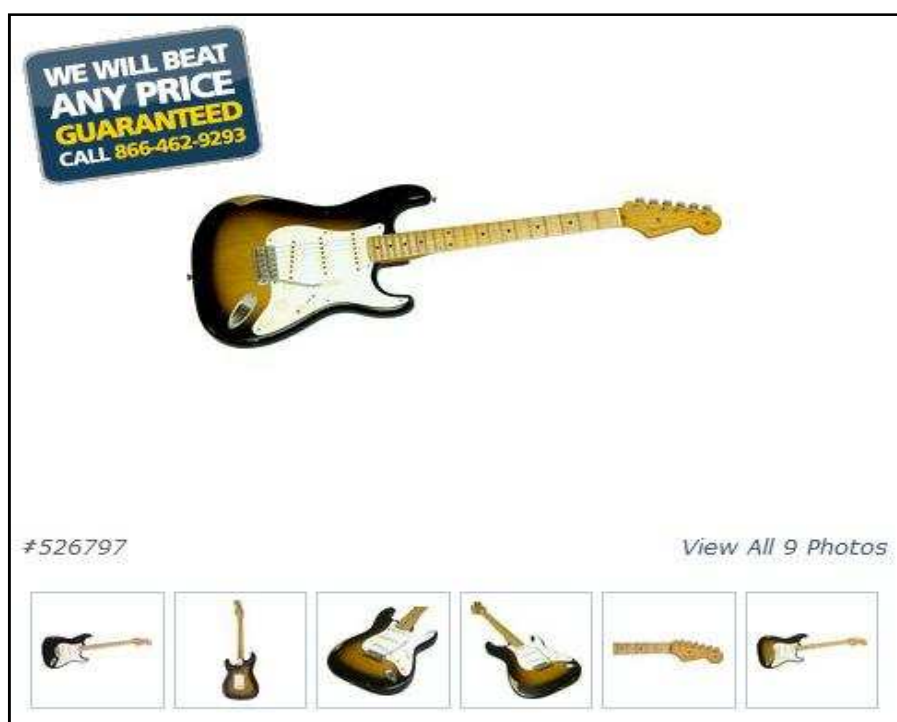 WE WILL BEAT
ANY PRICE
GUARANTEED
CALL 866-462-9293
#526797
View All 9 Photos